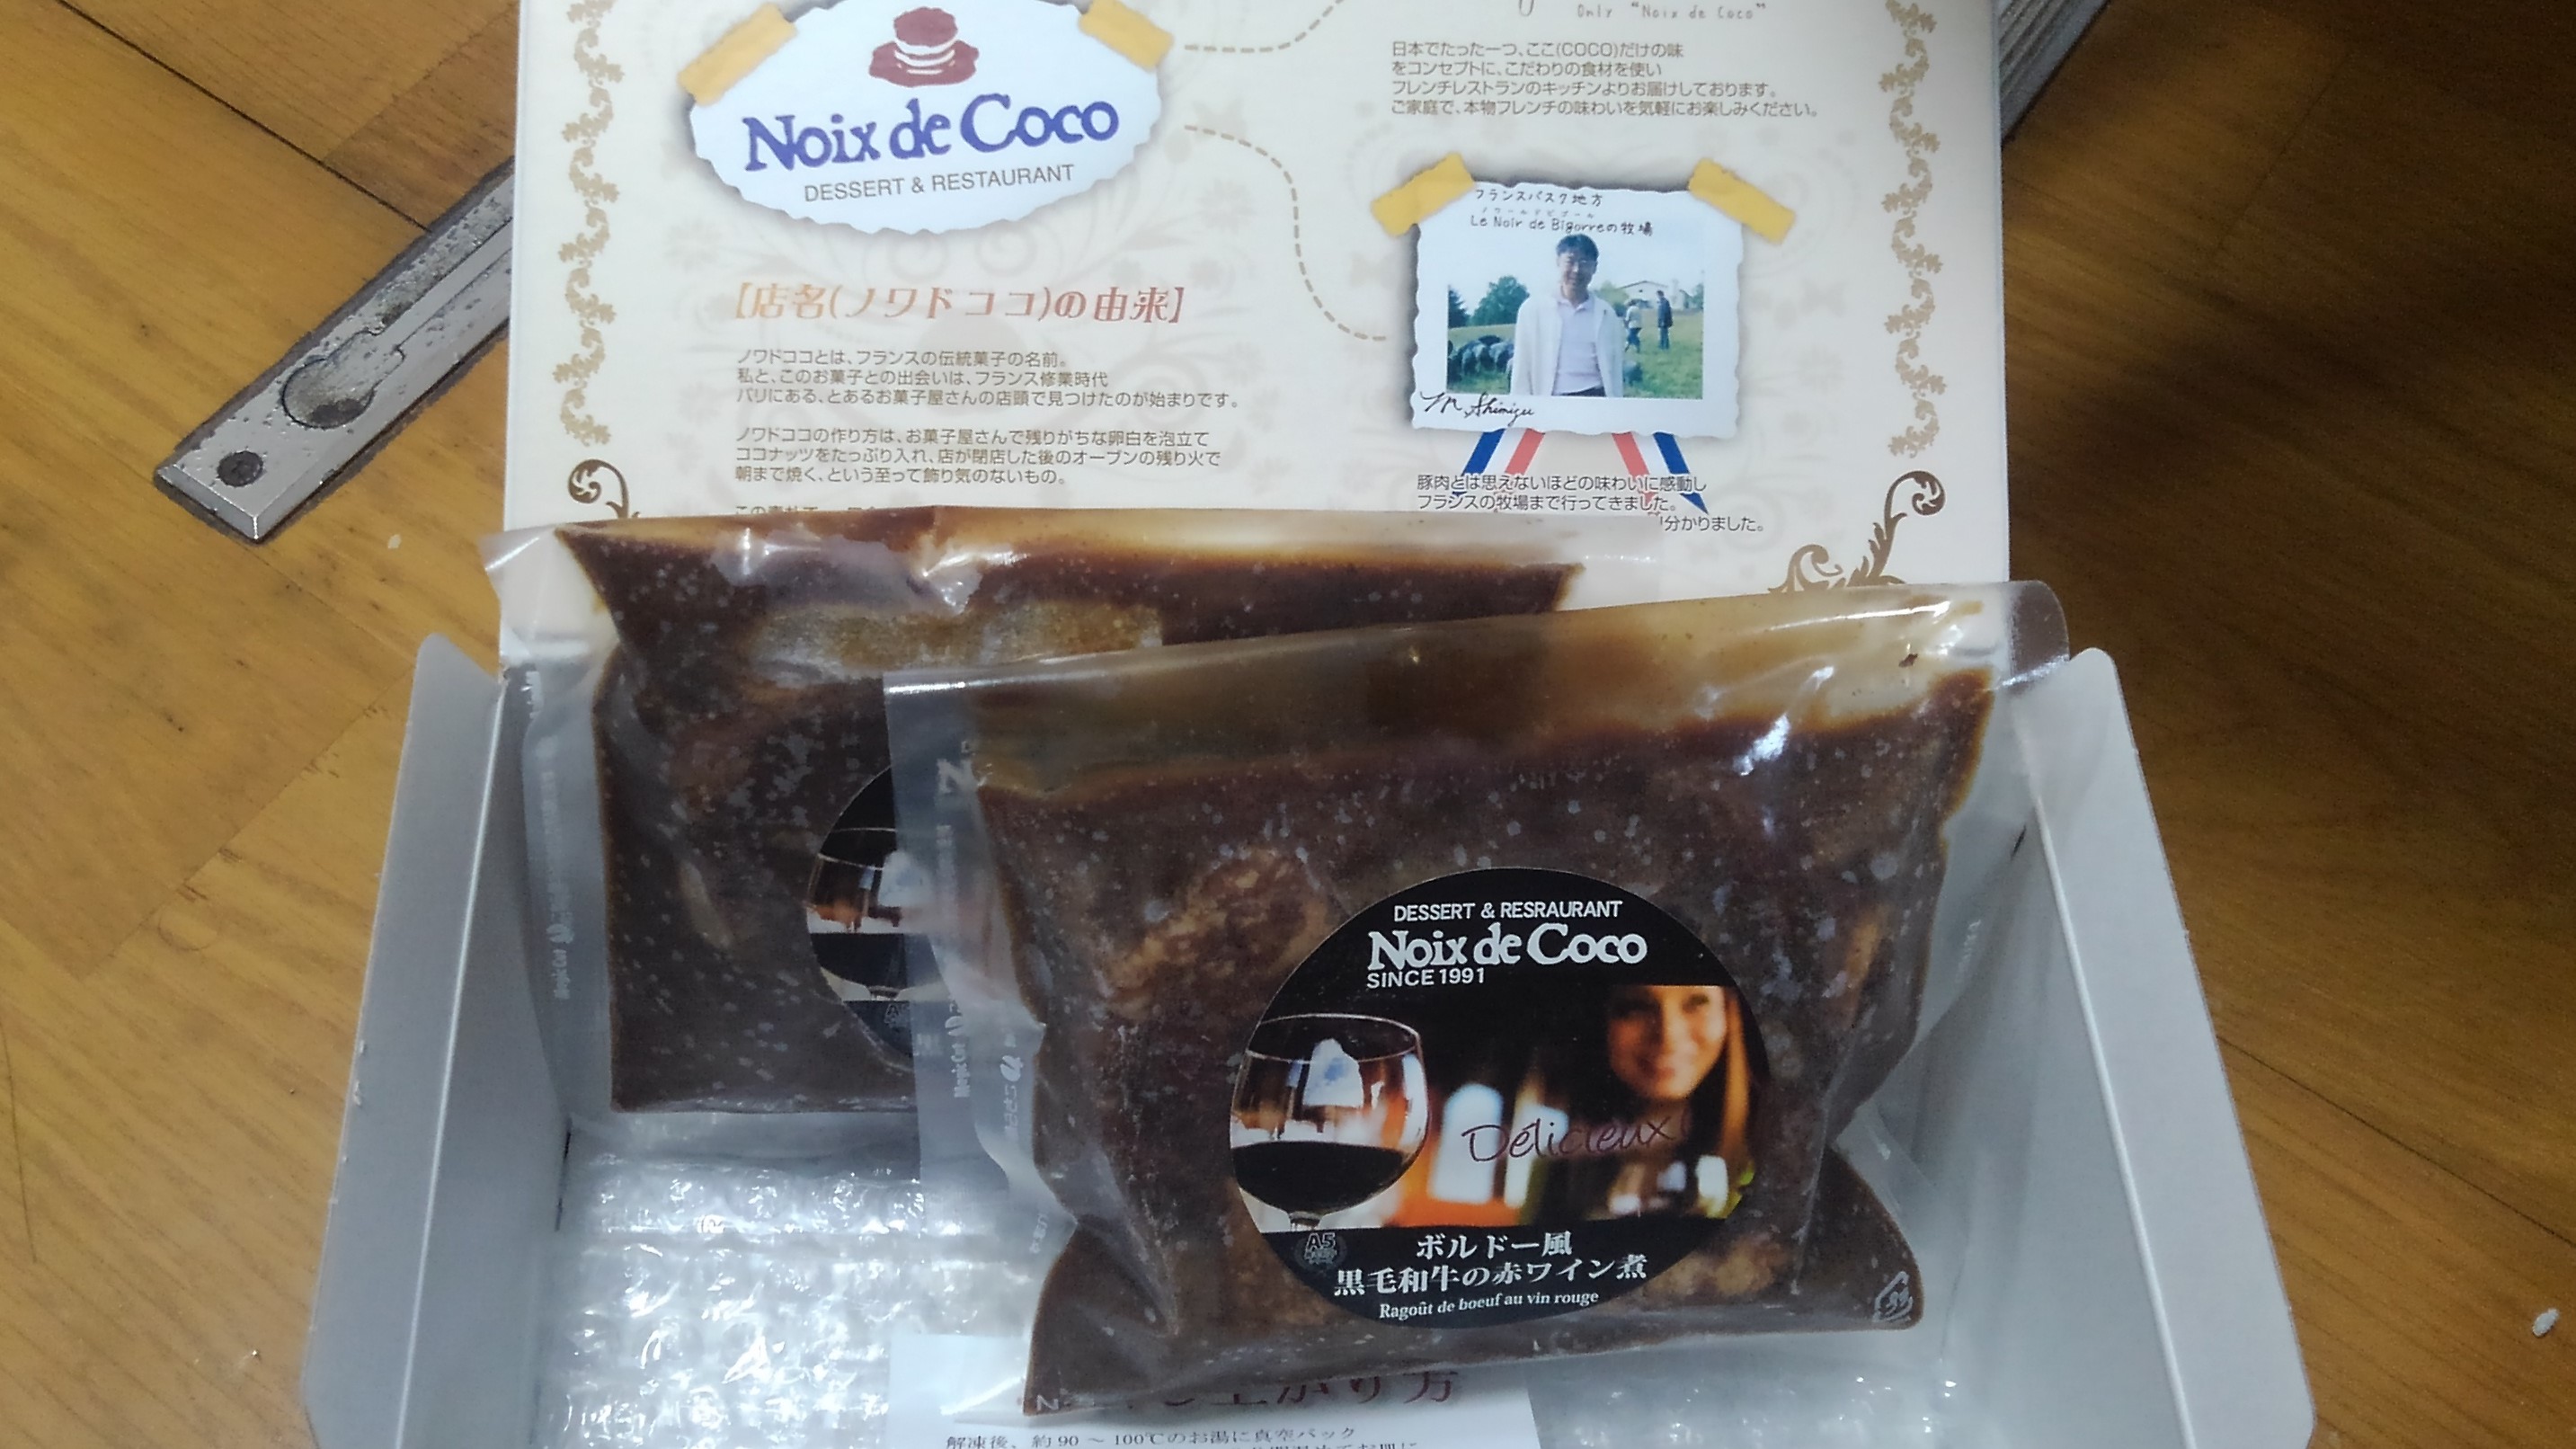 Noix de Coco
DESSERT & RESTAURANT
Only "Noix de Coco"
日本でたった一つ、ここ(COCO)だけの味
をコンセプトに、こだわりの食材を使い
フレンチレストランのキッチンよりお届けしております。
ご家庭で、本物フレンチの味わいを気軽にお楽しみください。
【店名(ノワドココ)の由来】
ノワドココとは、フランスの伝統菓子の名前。
私と、このお菓子との出会いは、フランス修業時代
パリにある、とあるお菓子屋さんの店頭で見つけたのが始まりです。
ノワドココの作り方は、お菓子屋さんで残りがちな卵白を泡立て
ココナッツをたっぷり入れ、店が閉店した後のオーブンの残り火で
朝まで焼く、という至って飾り気のないもの。
フランスバスク地方
ノワールドビゴール
Le Noir de Bigorreの牧場
M. Shimizu
豚肉とは思えないほどの味わいに感動し
フランスの牧場まで行ってきました。
分かりました。
Magic Cut
Magic Cut
DESSERT & RESRAURANT
Noix de Coco
SINCE 1991
Délicieux
A5
ボルドー風
黒毛和牛の赤ワイン煮
Ragoût de boeuf au vin rouge
上がり方
解凍後、約90～100℃のお湯に真空パック